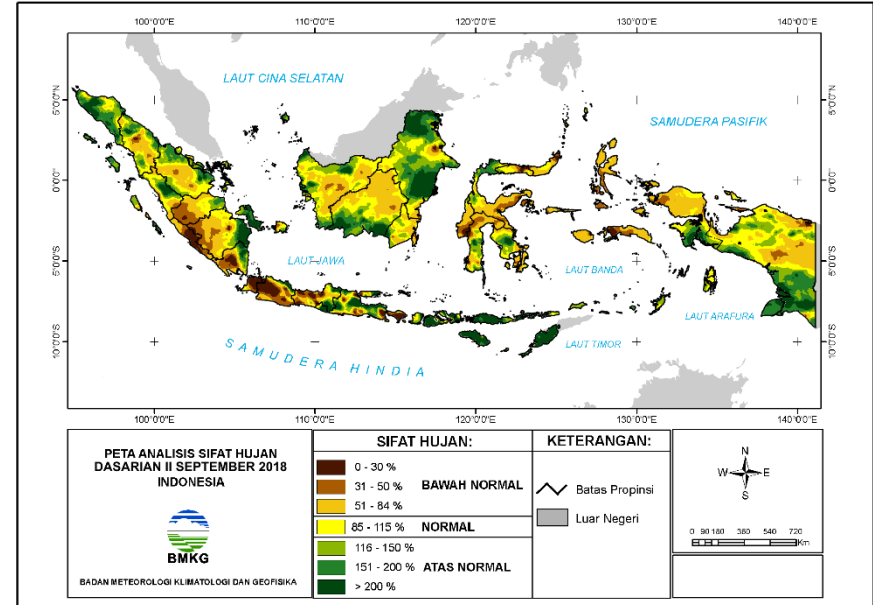 100°0'0"E 110°0'0"E 120°0'0"E 130°0'0"E 140°0'0"E
LAUT CINA SELATAN
5°0'0"N 5°0'0"N
SAMUDERA PASIFIK
0°0'0" 0°0'0"
LAUT JAWA
LAUT BANDA
5°0'0"S 5°0'0"S
LAUT ARAFURA
LAUT TIMOR
10°0'0"S 10°0'0"S
SAMUDERA HINDIA
100°0'0"E 110°0'0"E 120°0'0"E 130°0'0"E 140°0'0"E
PETA ANALISIS SIFAT HUJAN
DASARIAN II SEPTEMBER 2018
INDONESIA
BMKG
BADAN METEOROLOGI KLIMATOLOGI DAN GEOFISIKA
SIFAT HUJAN:
0 - 30 %
31 - 50 % BAWAH NORMAL
51 - 84 %
85 - 115 % NORMAL
116 - 150 %
151 - 200 % ATAS NORMAL
> 200 %
KETERANGAN:
Batas Propinsi
Luar Negeri
N
W E
S
0 90 180 360 540 720
Km